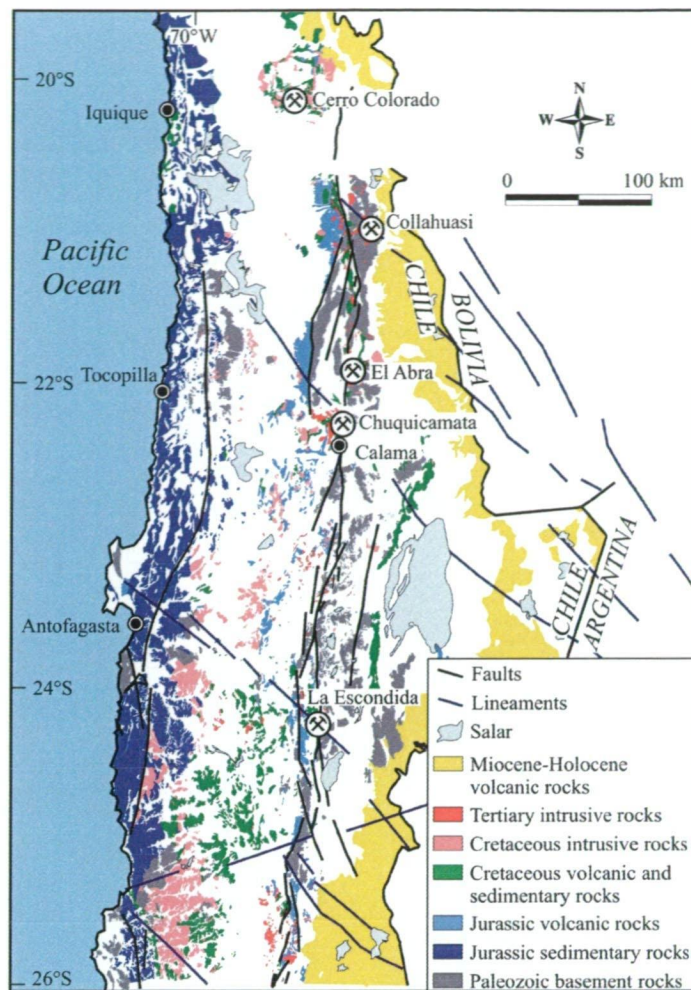 70°W
20°S
Iquique
Cerro Colorado
N
W E
S
0 100 km
Pacific
Ocean
Collahuasi
CHILE
BOLIVIA
22°S
Tocopilla
El Abra
Chuquicamata
Calama
CHILE
ARGENTINA
Antofagasta
24°S
La Escondida
26°S
Faults
Lineaments
Salar
Miocene-Holocene
volcanic rocks
Tertiary intrusive rocks
Cretaceous intrusive rocks
Cretaceous volcanic and
sedimentary rocks
Jurassic volcanic rocks
Jurassic sedimentary rocks
Paleozoic basement rocks